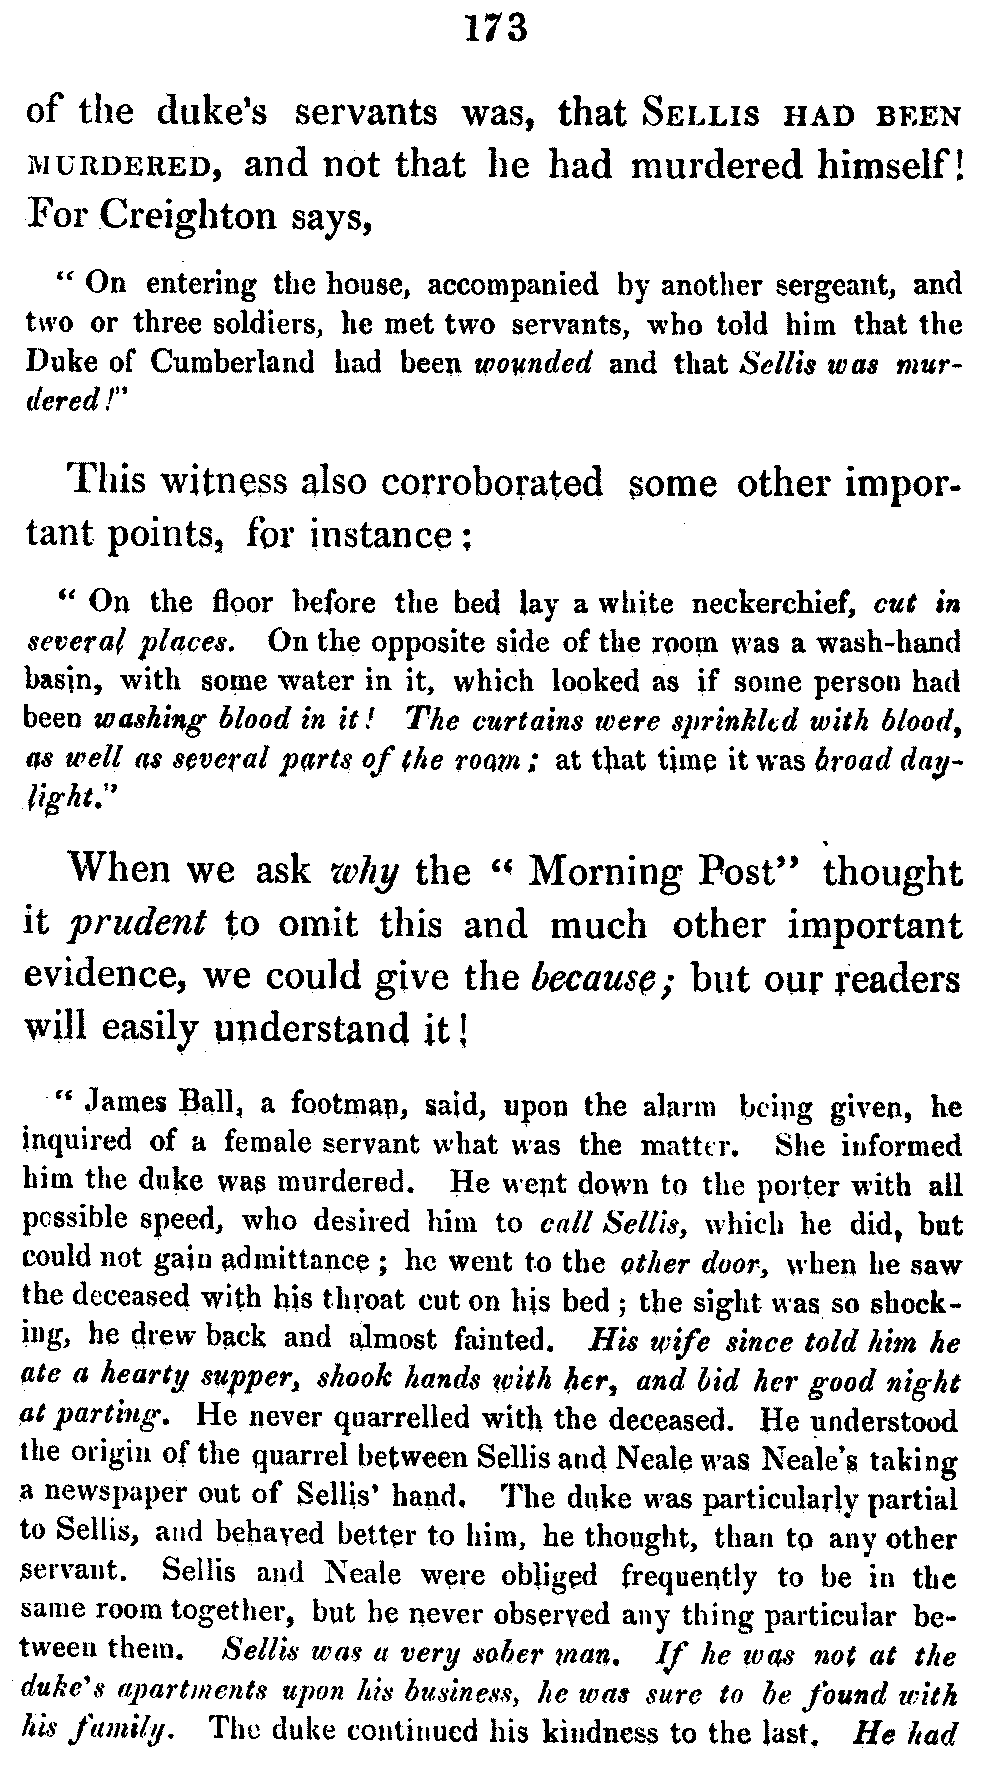 173
of the duke's servants was, that SELLIS HAD BEEN
MURDERED, and not that he had murdered himself!
For Creighton says,
“ On entering the house, accompanied by another sergeant, and
two or three soldiers, he met two servants, who told him that the
Duke of Cumberland had been wounded and that Sellis was mur-
dered!”
This witness also corroborated some other impor-
tant points, for instance :
“ On the floor before the bed lay a white neckerchief, cut in
several places. On the opposite side of the room was a wash-hand
basin, with some water in it, which looked as if some person had
been washing blood in it! The curtains were sprinkled with blood,
as well as several parts of the room; at that time it was broad day-
light.”
When we ask why the “ Morning Post” thought
it prudent to omit this and much other important
evidence, we could give the because; but our readers
will easily understand it!
“ James Ball, a footman, said, upon the alarm being given, he
inquired of a female servant what was the matter. She informed
him the duke was murdered. He went down to the porter with all
possible speed, who desired him to call Sellis, which he did, but
could not gain admittance ; he went to the other door, when he saw
the deceased with his throat cut on his bed ; the sight was so shock-
ing, he drew back and almost fainted. His wife since told him he
ate a hearty supper, shook hands with her, and bid her good night
at parting. He never quarrelled with the deceased. He understood
the origin of the quarrel between Sellis and Neale was Neale's taking
a newspaper out of Sellis' hand. The duke was particularly partial
to Sellis, and behaved better to him, he thought, than to any other
servant. Sellis and Neale were obliged frequently to be in the
same room together, but he never observed any thing particular be-
tween them. Sellis was a very sober man. If he was not at the
duke's apartments upon his business, he was sure to be found with
his family. The duke continued his kindness to the last. He had